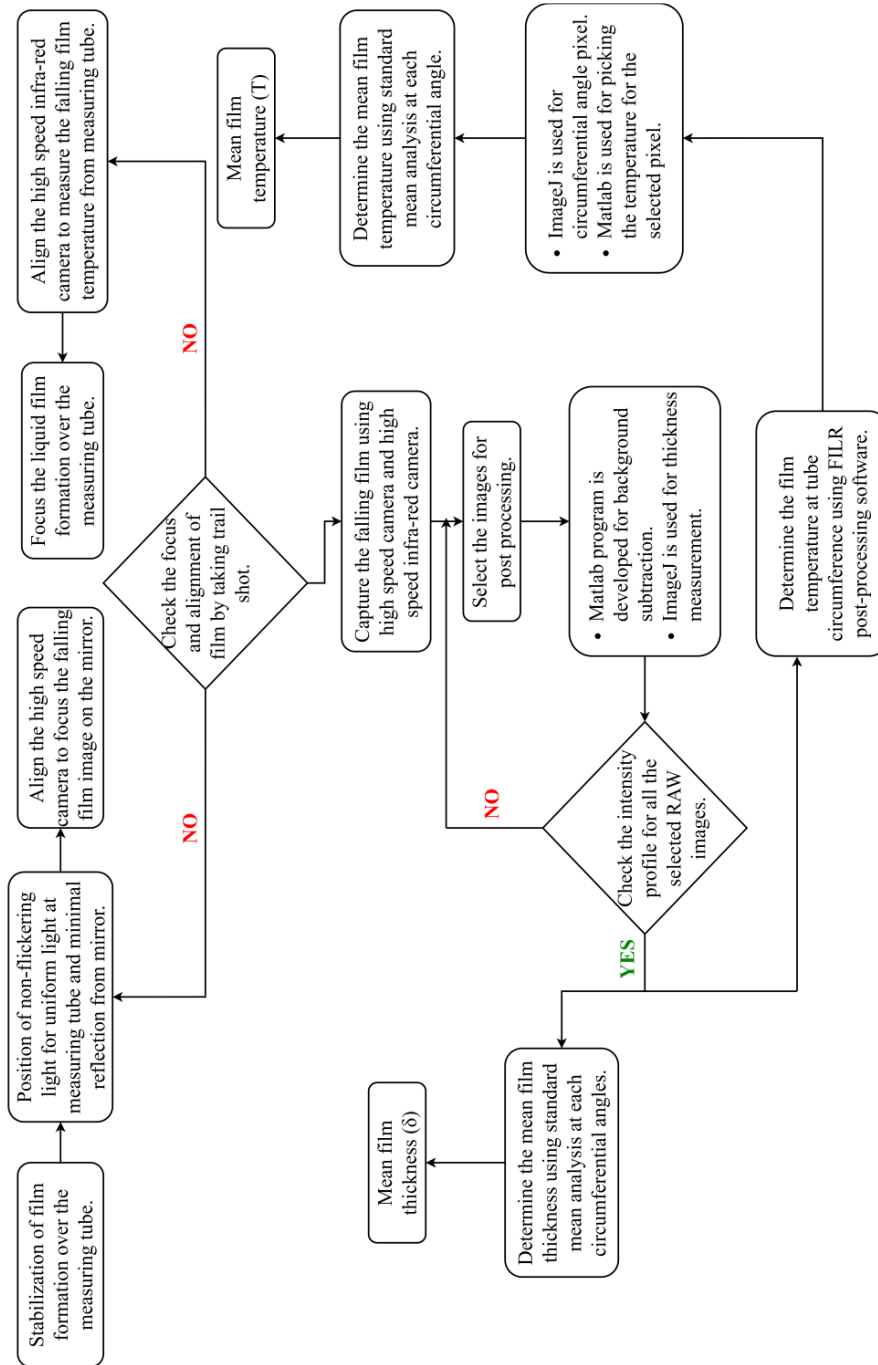 Stabilization of film
formation over the
measuring tube.
Position of non-flickering
light for uniform light at
measuring tube and minimal
reflection from mirror.
Align the high speed
camera to focus the falling
film image on the mirror.
Focus the liquid film
formation over the
measuring tube.
Align the high speed infra-red
camera to measure the falling film
temperature from measuring tube.
NO
Check the focus
and alignment of
film by taking trail
shot.
NO
Mean film
temperature (T)
Capture the falling film using
high speed camera and high
speed infra-red camera.
Determine the mean film
temperature using standard
mean analysis at each
circumferential angle.
Mean film
thickness (δ)
Select the images for
post processing.
NO
Determine the mean film
thickness using standard
mean analysis at each
circumferential angles.
YES
Check the intensity
profile for all the
selected RAW
images.
• Matlab program is
developed for background
subtraction.
• ImageJ is used for thickness
measurement.
• ImageJ is used for
circumferential angle pixel.
• Matlab is used for picking
the temperature for the
selected pixel.
Determine the film
temperature at tube
circumference using FILR
post-processing software.